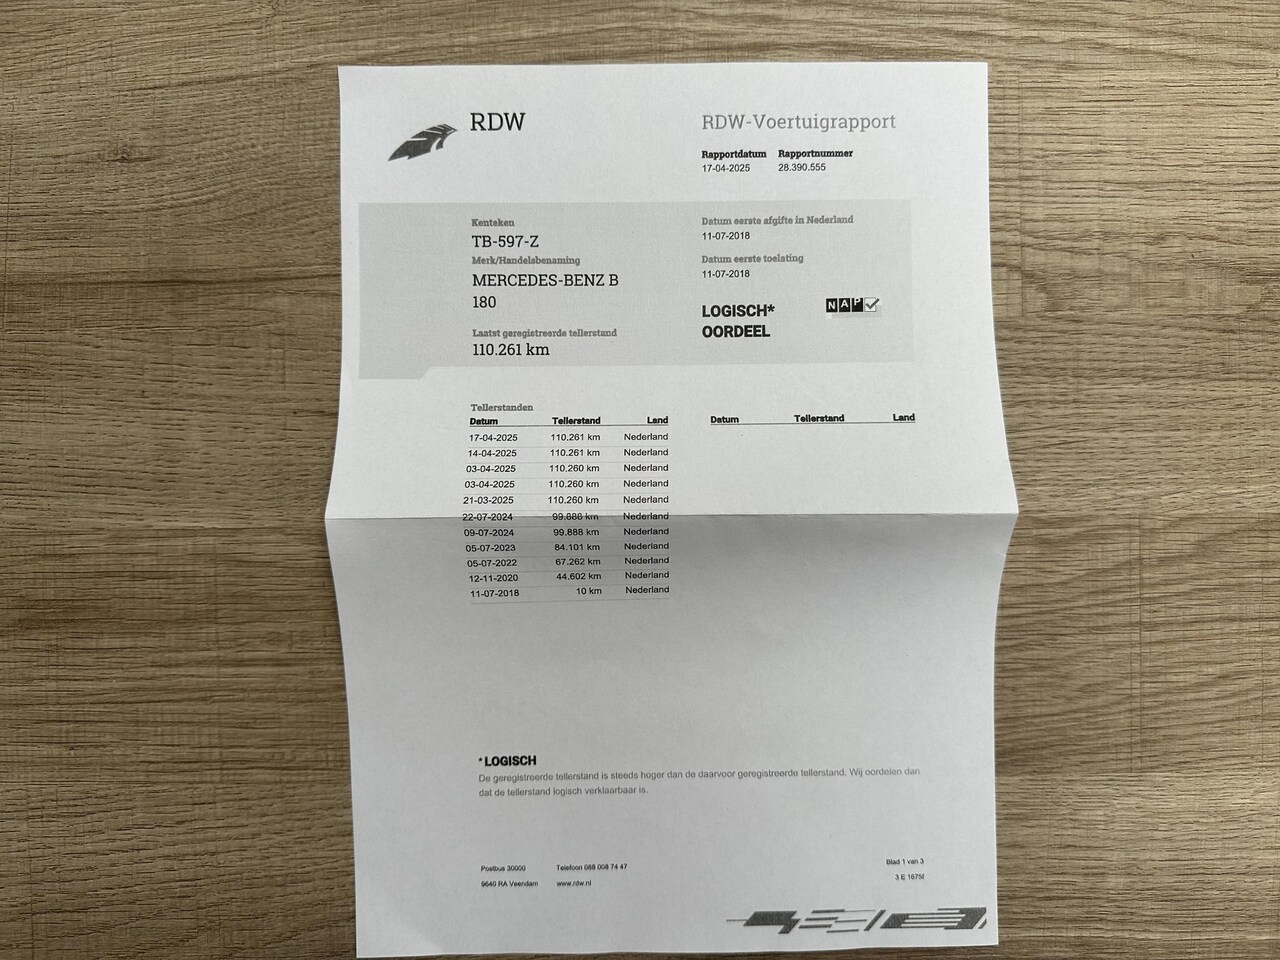 RDW
RDW-Voertuigrapport
Rapportdatum Rapportnummer
17-04-2025 28.390.555
Kenteken
TB-597-Z
Merk/Handelsbenaming
MERCEDES-BENZ B
180
Laatst geregistreerde tellerstand
110.261 km
Datum eerste afgifte in Nederland
11-07-2018
Datum eerste toelating
11-07-2018
LOGISCH*
OORDEEL
NAP
Tellerstanden
Datum Tellerstand Land
17-04-2025 110.261 km Nederland
14-04-2025 110.261 km Nederland
03-04-2025 110.260 km Nederland
03-04-2025 110.260 km Nederland
21-03-2025 110.260 km Nederland
22-07-2024 99.888 km Nederland
09-07-2024 99.888 km Nederland
05-07-2023 84.101 km Nederland
05-07-2022 67.262 km Nederland
12-11-2020 44.602 km Nederland
11-07-2018 10 km Nederland
Datum Tellerstand Land
* LOGISCH
De geregistreerde tellerstand is steeds hoger dan de daarvoor geregistreerde tellerstand. Wij oordelen dan
dat de tellerstand logisch verklaarbaar is.
Postbus 30000 Telefoon 088 008 74 47
9640 RA Veendam www.rdw.nl
Blad 1 van 3
3 E 1675f